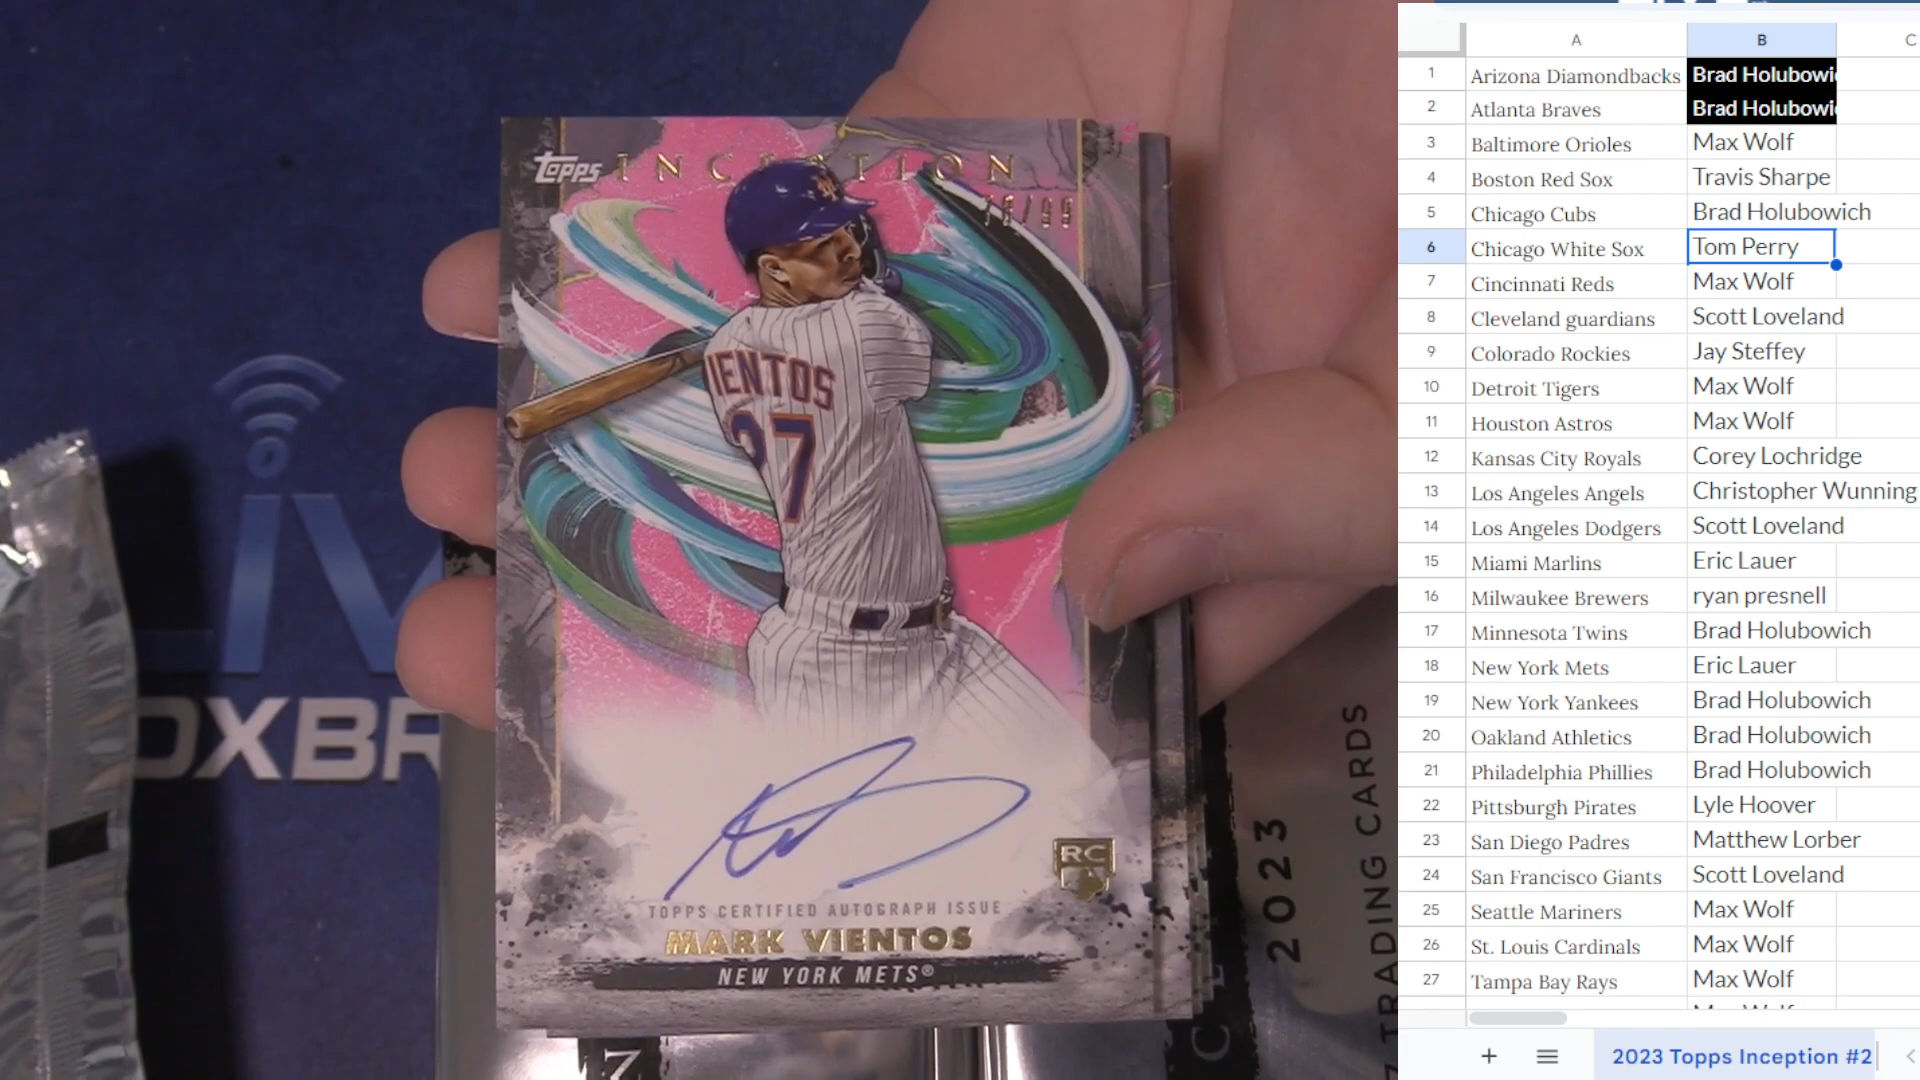 topps INCEPTION
IENTOS
27
TOPPS CERTIFIED AUTOGRAPH ISSUE
RC
MARK VIENTOS
NEW YORK METS®
LIV
OXBR
2023
TRADING CARDS
A B C
1 Arizona Diamondbacks Brad Holubowi
2 Atlanta Braves Brad Holubowi
3 Baltimore Orioles Max Wolf
4 Boston Red Sox Travis Sharpe
5 Chicago Cubs Brad Holubowich
6 Chicago White Sox Tom Perry
7 Cincinnati Reds Max Wolf
8 Cleveland guardians Scott Loveland
9 Colorado Rockies Jay Steffey
10 Detroit Tigers Max Wolf
11 Houston Astros Max Wolf
12 Kansas City Royals Corey Lochridge
13 Los Angeles Angels Christopher Wunning
14 Los Angeles Dodgers Scott Loveland
15 Miami Marlins Eric Lauer
16 Milwaukee Brewers ryan presnell
17 Minnesota Twins Brad Holubowich
18 New York Mets Eric Lauer
19 New York Yankees Brad Holubowich
20 Oakland Athletics Brad Holubowich
21 Philadelphia Phillies Brad Holubowich
22 Pittsburgh Pirates Lyle Hoover
23 San Diego Padres Matthew Lorber
24 San Francisco Giants Scott Loveland
25 Seattle Mariners Max Wolf
26 St. Louis Cardinals Max Wolf
27 Tampa Bay Rays Max Wolf
2023 Topps Inception #2